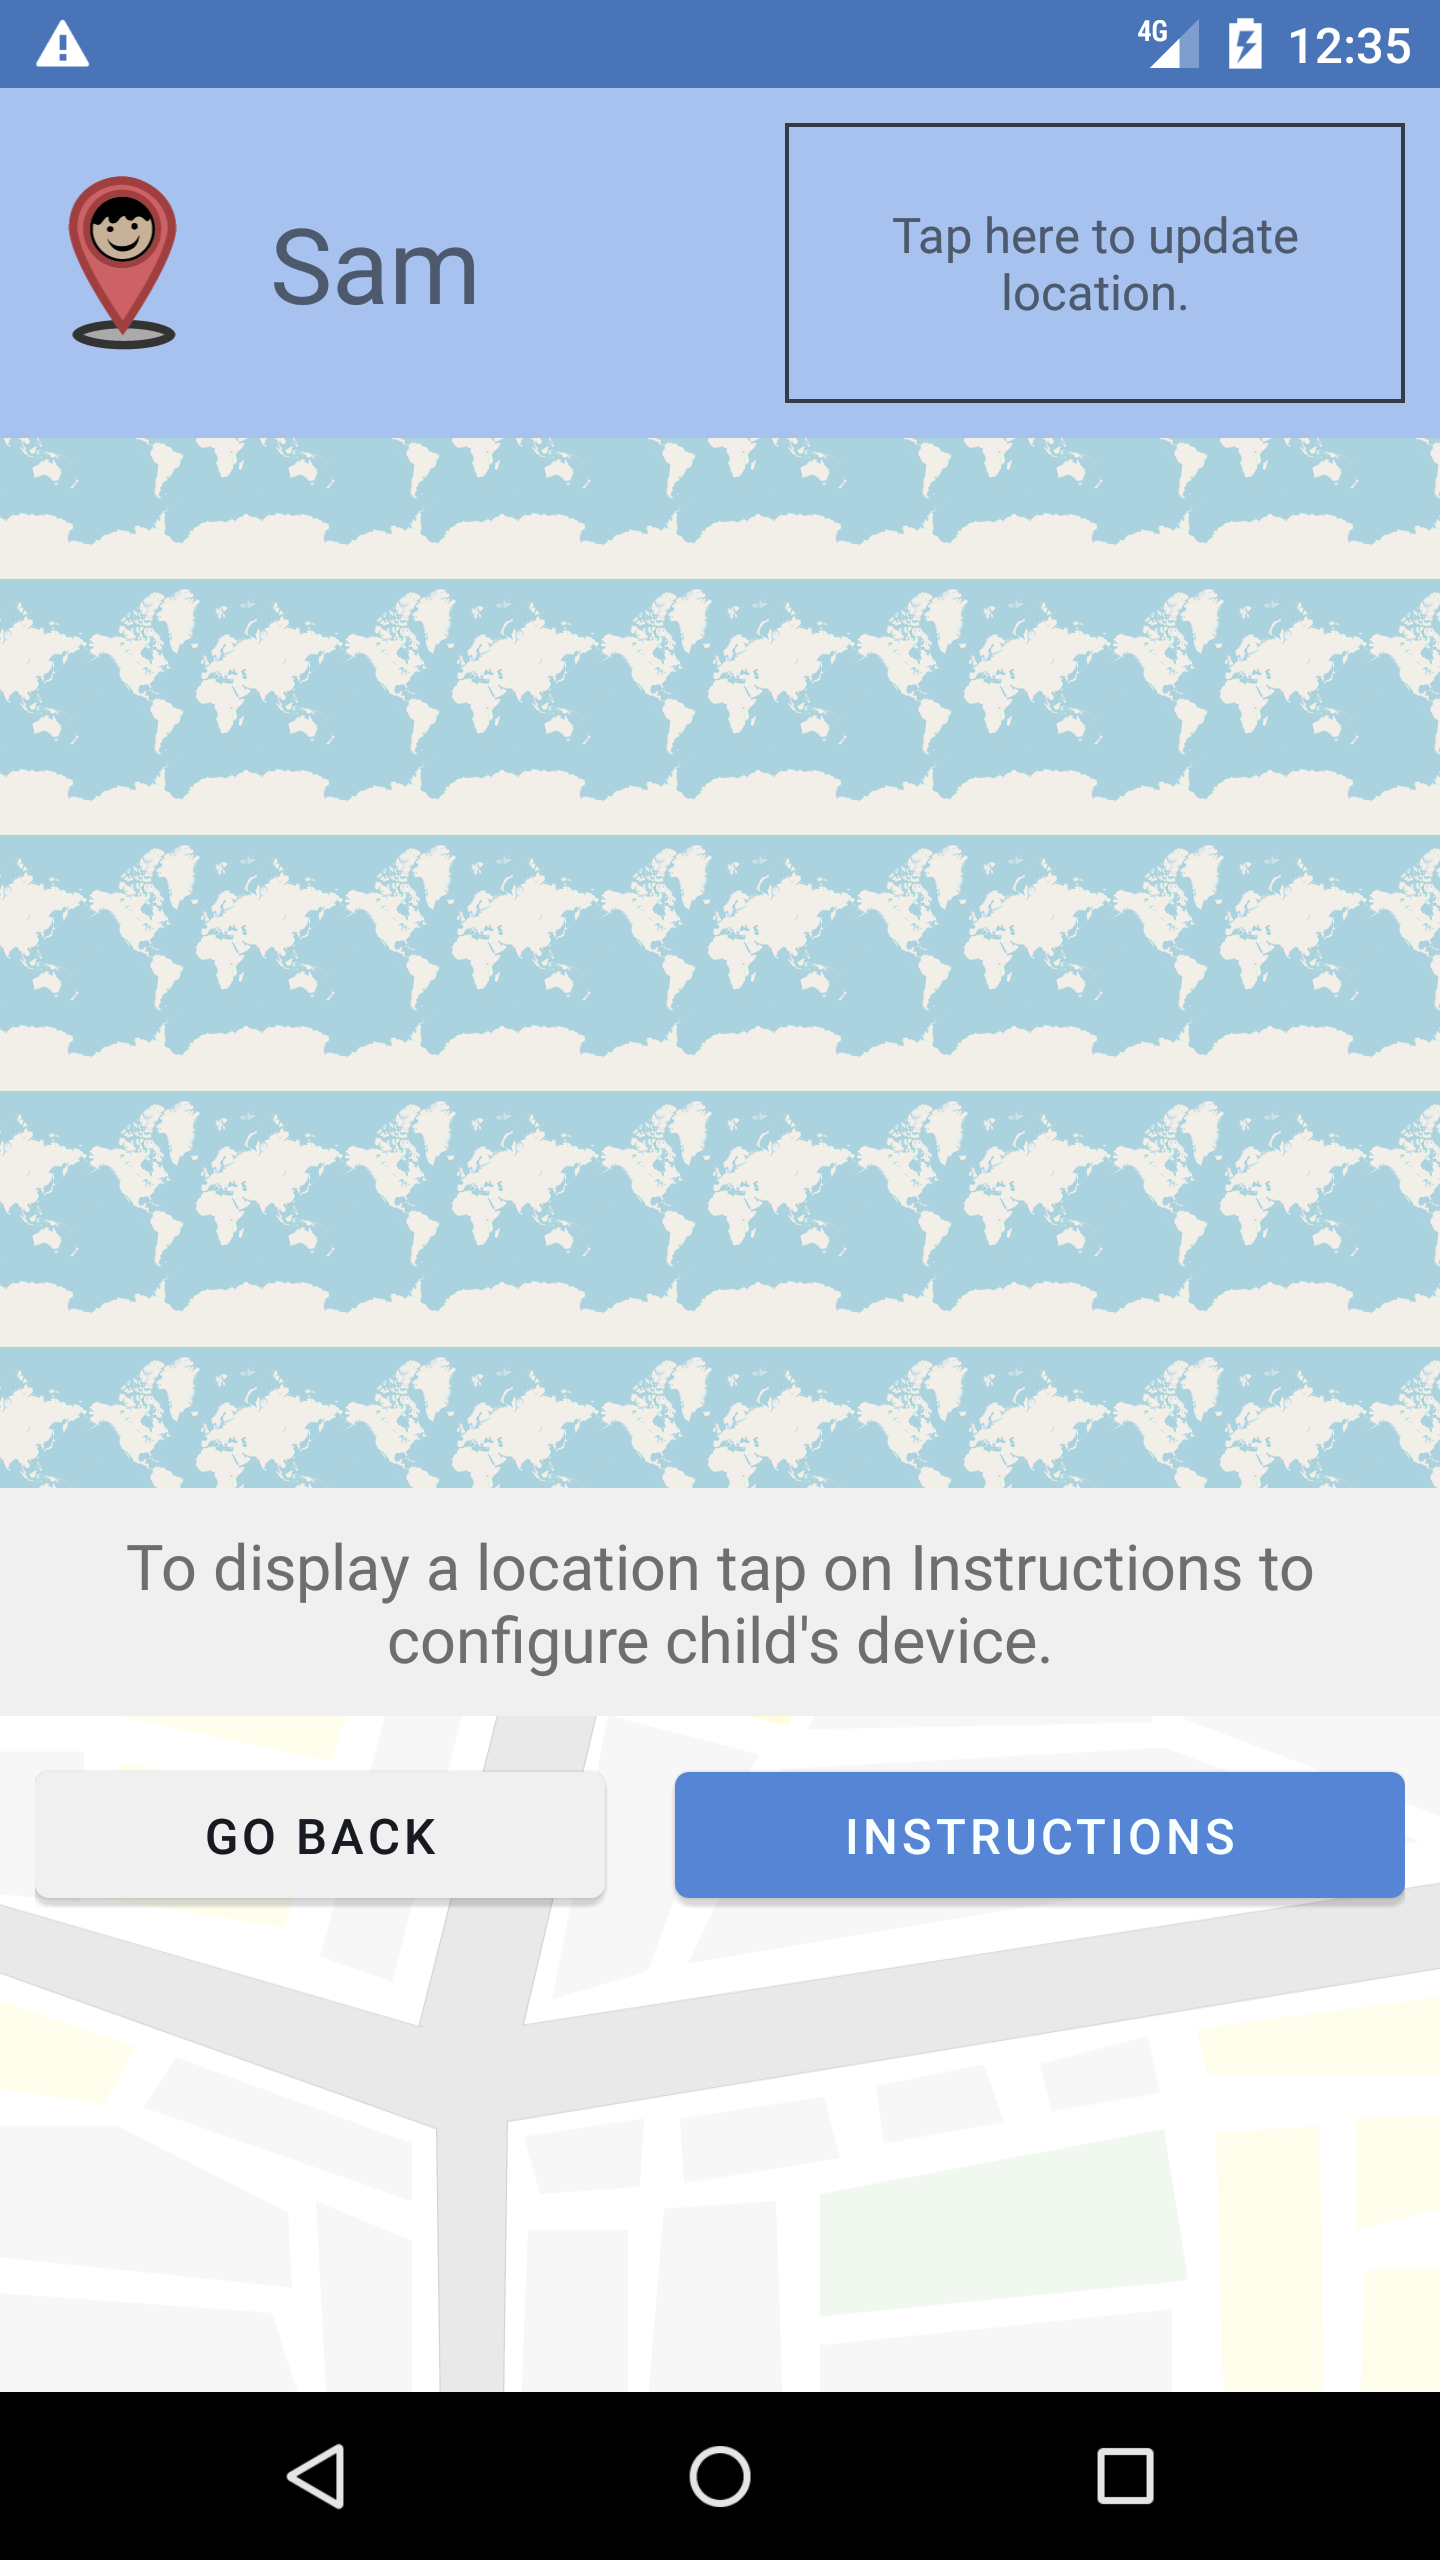 4G 12:35
Sam
Tap here to update
location.
To display a location tap on Instructions to
configure child's device.
GO BACK
INSTRUCTIONS